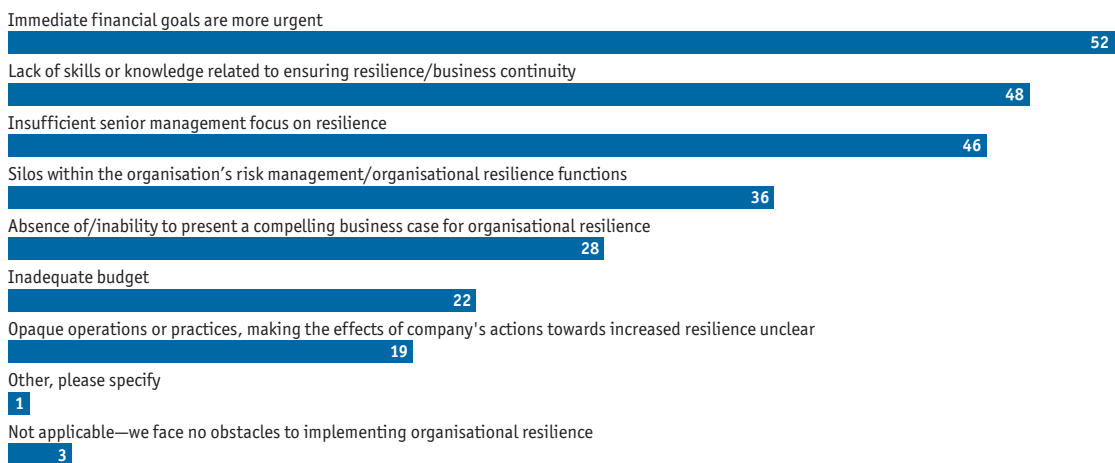 Immediate financial goals are more urgent
52
Lack of skills or knowledge related to ensuring resilience/business continuity
48
Insufficient senior management focus on resilience
46
Silos within the organisation’s risk management/organisational resilience functions
36
Absence of/inability to present a compelling business case for organisational resilience
28
Inadequate budget
22
Opaque operations or practices, making the effects of company's actions towards increased resilience unclear
19
Other, please specify
1
Not applicable—we face no obstacles to implementing organisational resilience
3